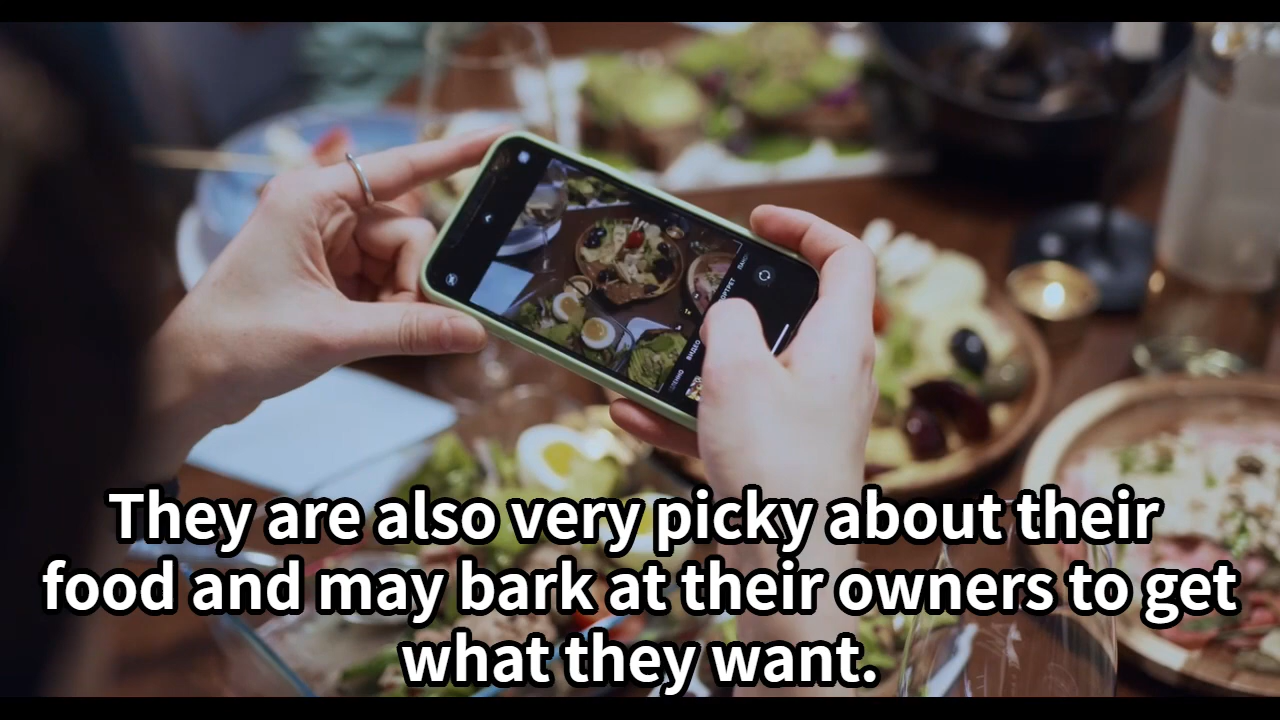 ВИДЕО
They are also very picky about their
food and may bark at their owners to get
what they want.